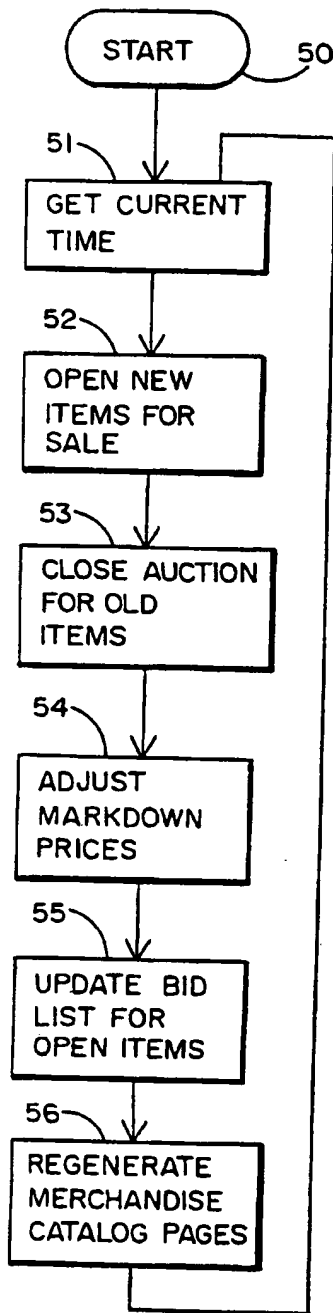 START
50
51
GET CURRENT
TIME
52
OPEN NEW
ITEMS FOR
SALE
53
CLOSE AUCTION
FOR OLD
ITEMS
54
ADJUST
MARKDOWN
PRICES
55
UPDATE BID
LIST FOR
OPEN ITEMS
56
REGENERATE
MERCHANDISE
CATALOG PAGES